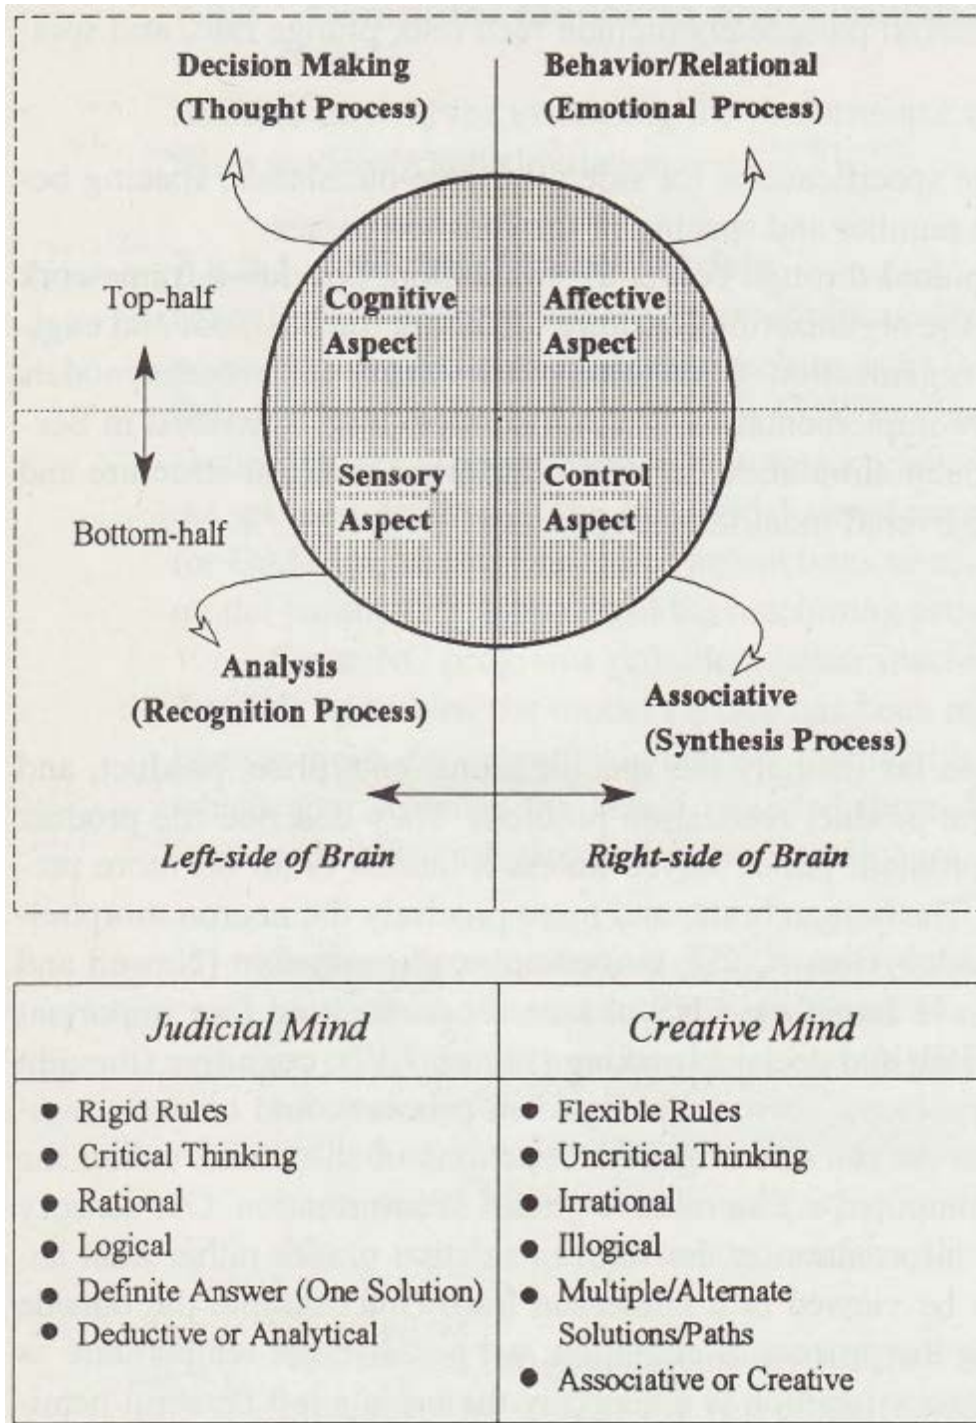 Decision Making
(Thought Process)
Behavior/Relational
(Emotional Process)
Top-half
Cognitive
Aspect
Affective
Aspect
Bottom-half
Sensory
Aspect
Control
Aspect
Analysis
(Recognition Process)
Associative
(Synthesis Process)
Left-side of Brain
Right-side of Brain
Judicial Mind
Creative Mind
• Rigid Rules
• Critical Thinking
• Rational
• Logical
• Definite Answer (One Solution)
• Deductive or Analytical
• Flexible Rules
• Uncritical Thinking
• Irrational
• Illogical
• Multiple/Alternate
Solutions/Paths
• Associative or Creative